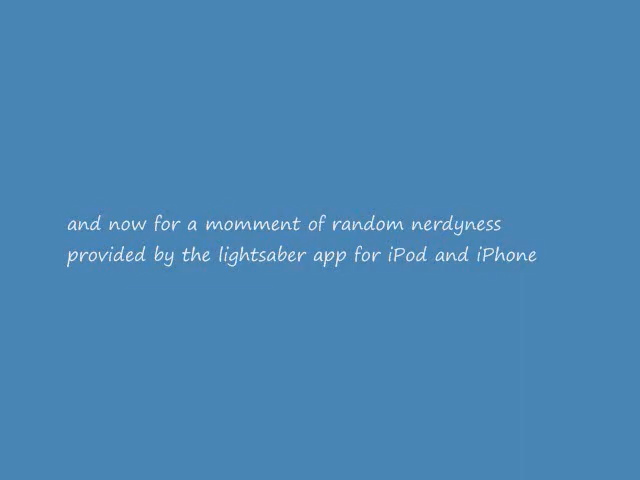 and now for a momment of random nerdyness
provided by the lightsaber app for iPod and iPhone